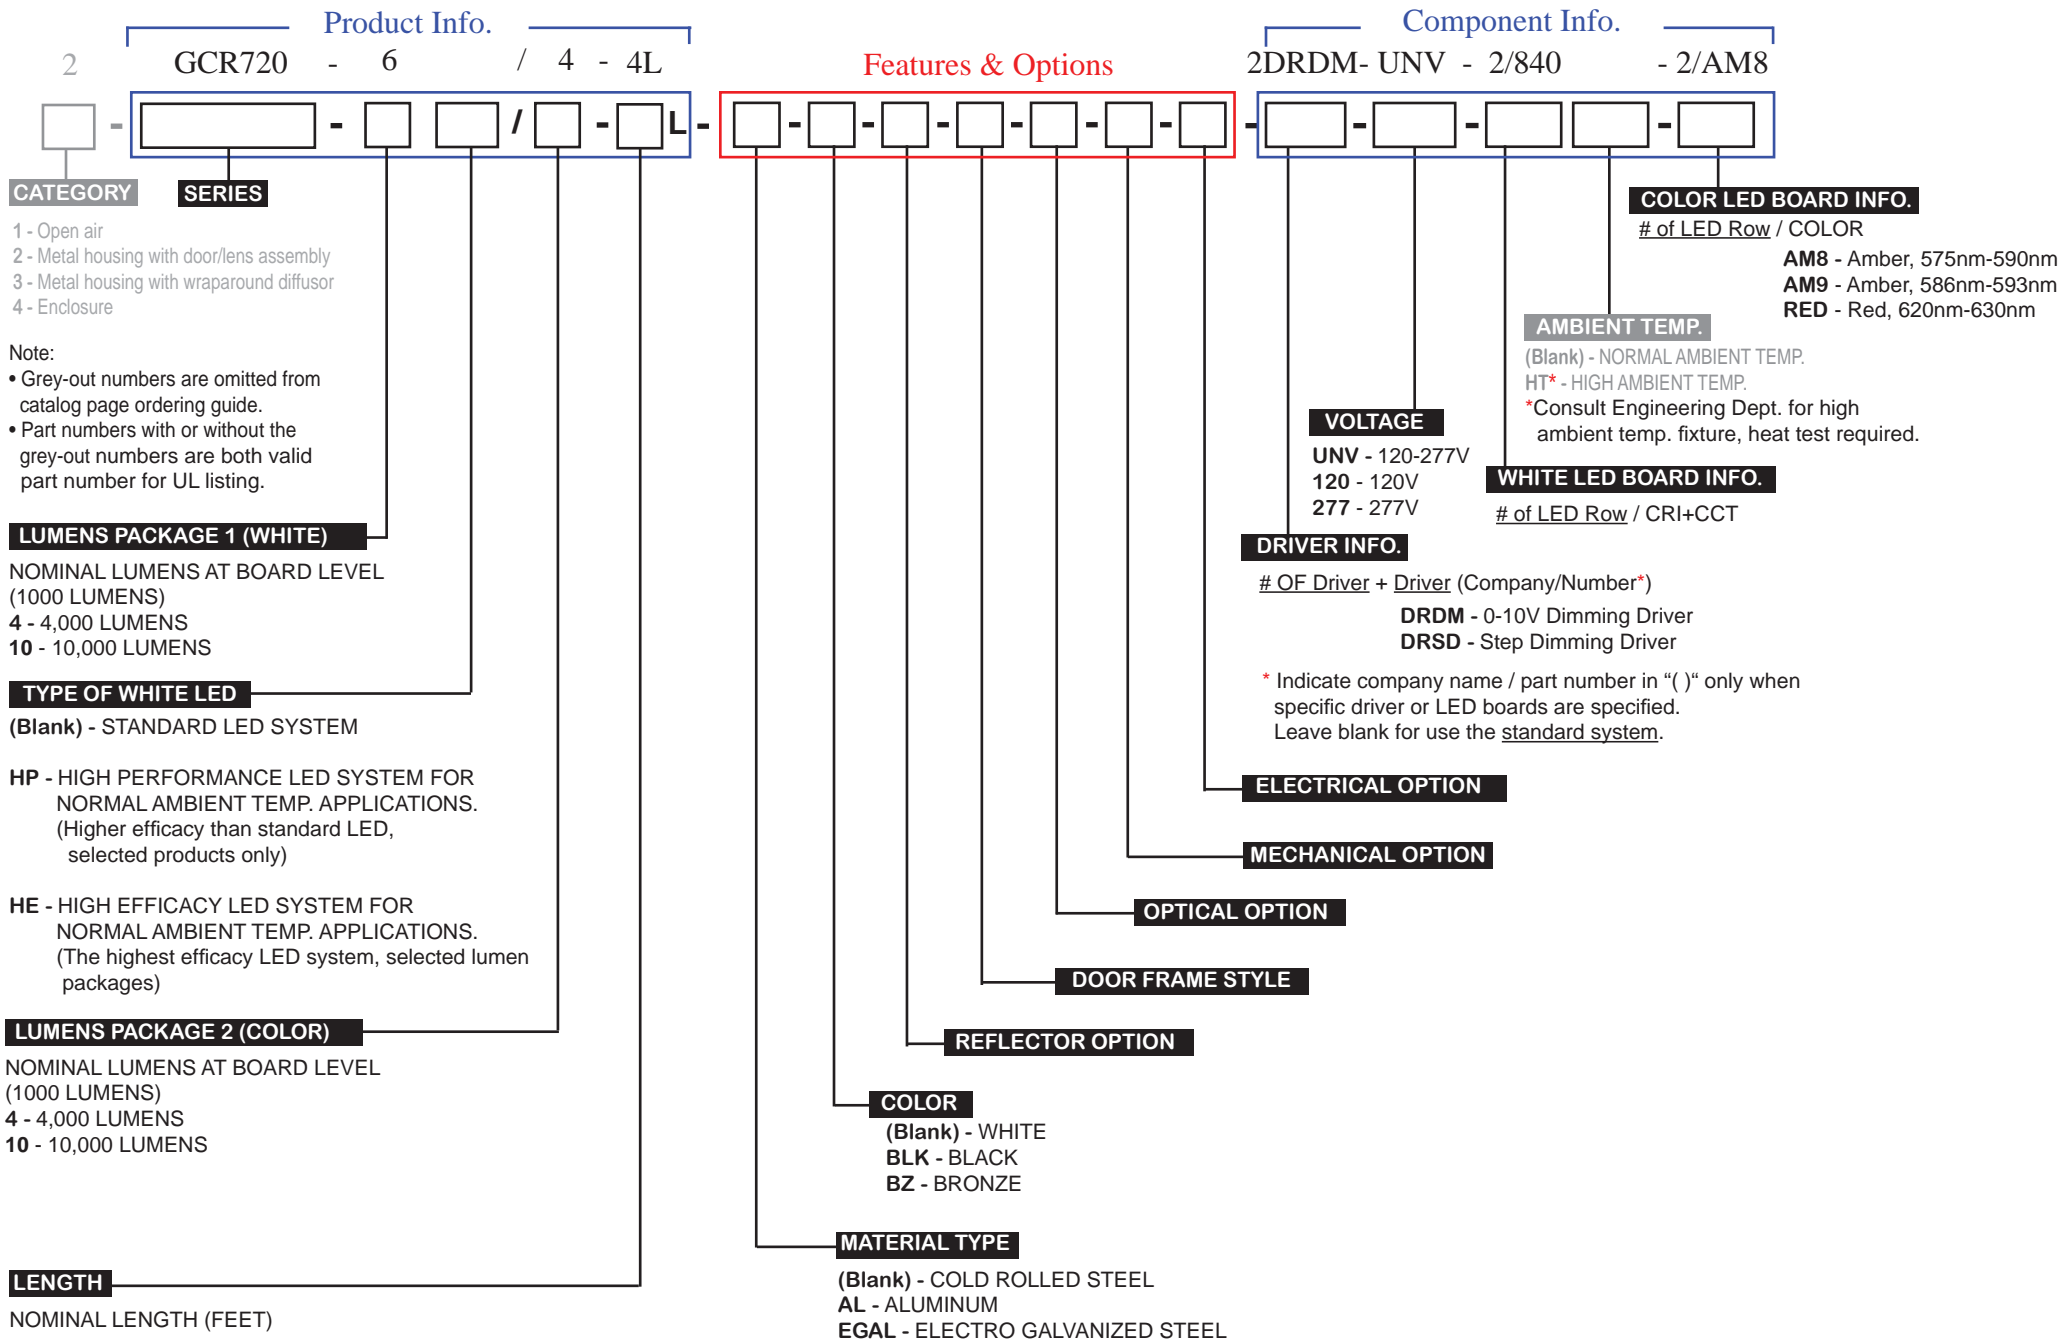 Product Info.
Component Info.
2 GCR720 - 6 / 4 - 4L Features & Options 2DRDM- UNV - 2/840 - 2/AM8
- - / - L - - - - - - - - - - -
CATEGORY
1 - Open air
2 - Metal housing with door/lens assembly
3 - Metal housing with wraparound diffusor
4 - Enclosure
SERIES
Note:
• Grey-out numbers are omitted from
catalog page ordering guide.
• Part numbers with or without the
grey-out numbers are both valid
part number for UL listing.
LUMENS PACKAGE 1 (WHITE)
NOMINAL LUMENS AT BOARD LEVEL
(1000 LUMENS)
4 - 4,000 LUMENS
10 - 10,000 LUMENS
TYPE OF WHITE LED
(Blank) - STANDARD LED SYSTEM
HP - HIGH PERFORMANCE LED SYSTEM FOR
NORMAL AMBIENT TEMP. APPLICATIONS.
(Higher efficacy than standard LED,
selected products only)
HE - HIGH EFFICACY LED SYSTEM FOR
NORMAL AMBIENT TEMP. APPLICATIONS.
(The highest efficacy LED system, selected lumen
packages)
LUMENS PACKAGE 2 (COLOR)
NOMINAL LUMENS AT BOARD LEVEL
(1000 LUMENS)
4 - 4,000 LUMENS
10 - 10,000 LUMENS
LENGTH
NOMINAL LENGTH (FEET)
COLOR LED BOARD INFO.
# of LED Row / COLOR
AM8 - Amber, 575nm-590nm
AM9 - Amber, 586nm-593nm
RED - Red, 620nm-630nm
AMBIENT TEMP.
(Blank) - NORMAL AMBIENT TEMP.
HT* - HIGH AMBIENT TEMP.
*Consult Engineering Dept. for high
ambient temp. fixture, heat test required.
VOLTAGE
UNV - 120-277V
120 - 120V
277 - 277V
WHITE LED BOARD INFO.
# of LED Row / CRI+CCT
DRIVER INFO.
# OF Driver + Driver (Company/Number*)
DRDM - 0-10V Dimming Driver
DRSD - Step Dimming Driver
* Indicate company name / part number in “( )“ only when
specific driver or LED boards are specified.
Leave blank for use the standard system.
ELECTRICAL OPTION
MECHANICAL OPTION
OPTICAL OPTION
DOOR FRAME STYLE
REFLECTOR OPTION
COLOR
(Blank) - WHITE
BLK - BLACK
BZ - BRONZE
MATERIAL TYPE
(Blank) - COLD ROLLED STEEL
AL - ALUMINUM
EGAL - ELECTRO GALVANIZED STEEL